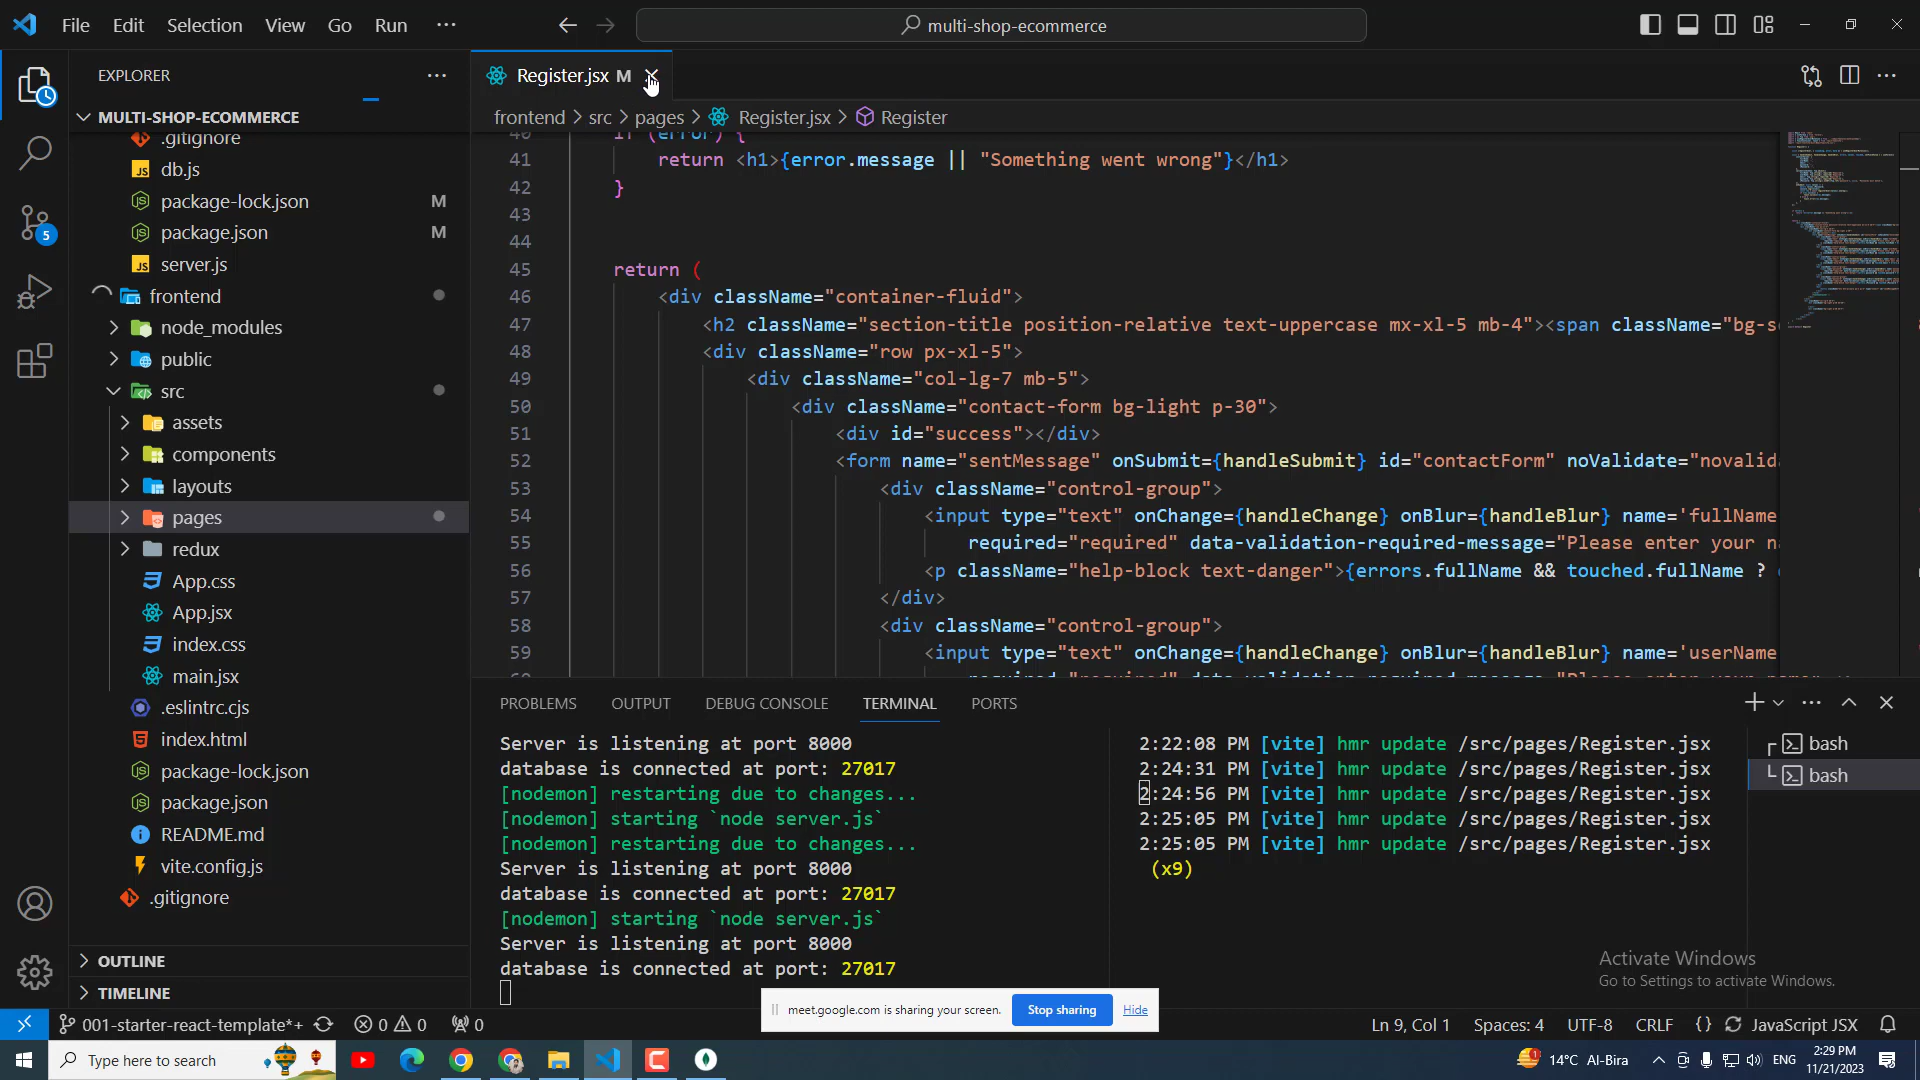 File Edit Selection View Go Run ···
multi-shop-ecommerce
EXPLORER ···
MULTI-SHOP-ECOMMERCE
.gitignore
db.js
package-lock.json M
package.json M
server.js
frontend
node_modules
public
src
assets
components
layouts
pages
redux
App.css
App.jsx
index.css
main.jsx
.eslintrc.cjs
index.html
package-lock.json
package.json
README.md
vite.config.js
.gitignore
OUTLINE
TIMELINE
5
Register.jsx M
frontend > src > pages > Register.jsx > Register
40 if (error) {
41 return <h1>{error.message || "Something went wrong"}</h1>
42 }
43
44
45 return (
46 <div className="container-fluid">
47 <h2 className="section-title position-relative text-uppercase mx-xl-5 mb-4"><span className="bg-s
48 <div className="row px-xl-5">
49 <div className="col-lg-7 mb-5">
50 <div className="contact-form bg-light p-30">
51 <div id="success"></div>
52 <form name="sentMessage" onSubmit={handleSubmit} id="contactForm" noValidate="novalid
53 <div className="control-group">
54 <input type="text" onChange={handleChange} onBlur={handleBlur} name='fullName
55 required="required" data-validation-required-message="Please enter your na
56 <p className="help-block text-danger">{errors.fullName && touched.fullName ?
57 </div>
58 <div className="control-group">
59 <input type="text" onChange={handleChange} onBlur={handleBlur} name='userName
PROBLEMS OUTPUT DEBUG CONSOLE TERMINAL PORTS
Server is listening at port 8000
database is connected at port: 27017
[nodemon] restarting due to changes...
[nodemon] starting `node server.js`
[nodemon] restarting due to changes...
Server is listening at port 8000
database is connected at port: 27017
[nodemon] starting `node server.js`
Server is listening at port 8000
database is connected at port: 27017
2:22:08 PM [vite] hmr update /src/pages/Register.jsx
2:24:31 PM [vite] hmr update /src/pages/Register.jsx
2:24:56 PM [vite] hmr update /src/pages/Register.jsx
2:25:05 PM [vite] hmr update /src/pages/Register.jsx
2:25:05 PM [vite] hmr update /src/pages/Register.jsx
(x9)
bash
bash
Activate Windows
Go to Settings to activate Windows.
meet.google.com is sharing your screen. Stop sharing Hide
001-starter-react-template*+ 0 0 0
Ln 9, Col 1 Spaces: 4 UTF-8 CRLF {} JavaScript JSX
Type here to search
14°C Al-Bira
ENG
2:29 PM
11/21/2023